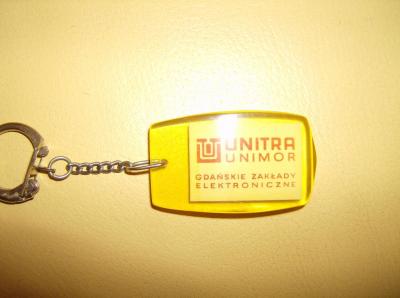 UNITRA
UNIMOR
GDAŃSKIE ZAKŁADY
ELEKTRONICZNE